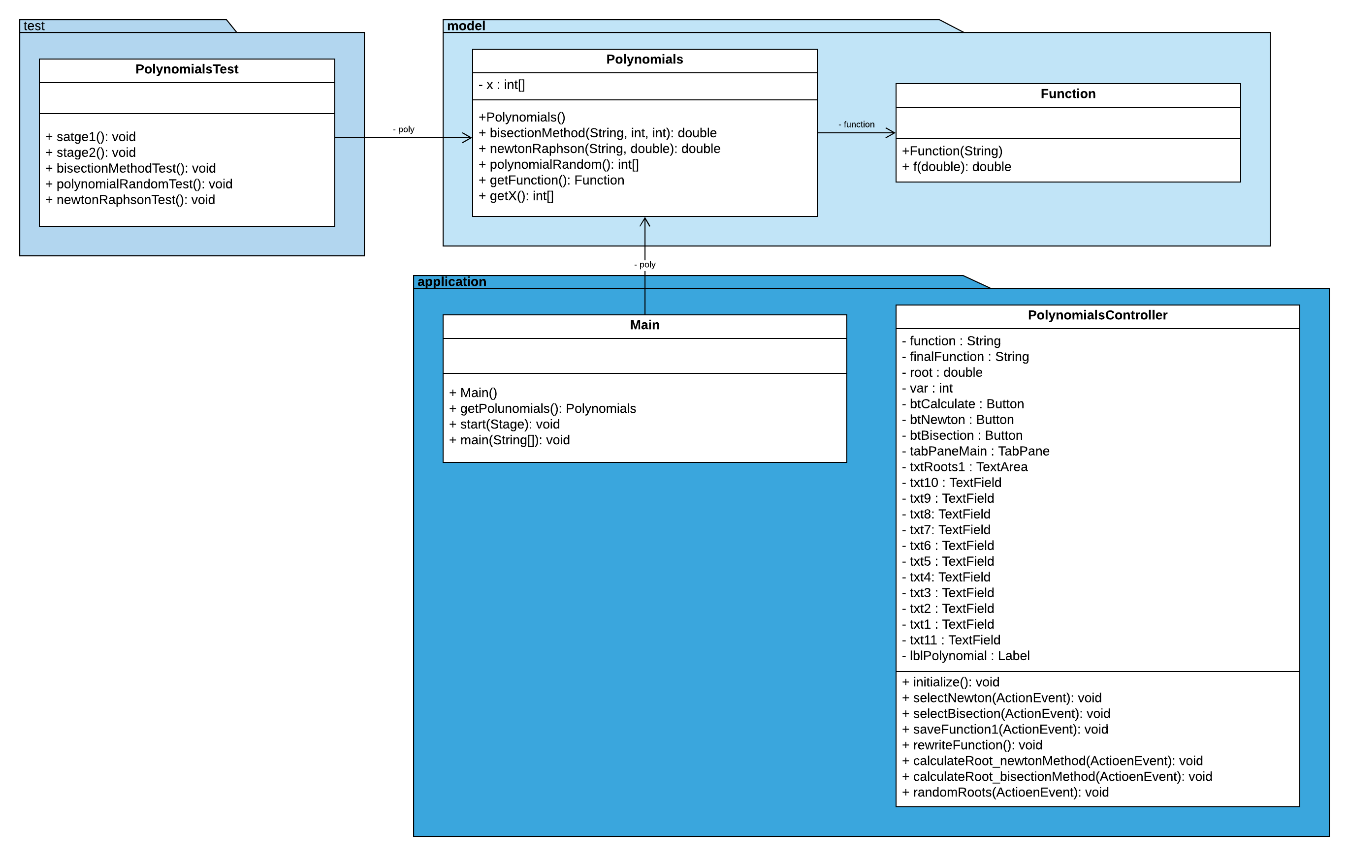 test
PolynomialsTest
+ satge1(): void
+ stage2(): void
+ bisectionMethodTest(): void
+ polynomialRandomTest(): void
+ newtonRaphsonTest(): void
- poly
model
Polynomials
- x : int[]
+Polynomials()
+ bisectionMethod(String, int, int): double
+ newtonRaphson(String, double): double
+ polynomialRandom(): int[]
+ getFunction(): Function
+ getX(): int[]
- function
Function
+Function(String)
+ f(double): double
- poly
application
Main
+ Main()
+ getPolunomials(): Polynomials
+ start(Stage): void
+ main(String[]): void
PolynomialsController
- function : String
- finalFunction : String
- root : double
- var : int
- btCalculate : Button
- btNewton : Button
- btBisection : Button
- tabPaneMain : TabPane
- txtRoots1 : TextArea
- txt10 : TextField
- txt9 : TextField
- txt8: TextField
- txt7: TextField
- txt6 : TextField
- txt5 : TextField
- txt4: TextField
- txt3 : TextField
- txt2 : TextField
- txt1 : TextField
- txt11 : TextField
- lblPolynomial : Label
+ initialize(): void
+ selectNewton(ActionEvent): void
+ selectBisection(ActionEvent): void
+ saveFunction1(ActionEvent): void
+ rewriteFunction(): void
+ calculateRoot_newtonMethod(ActioenEvent): void
+ calculateRoot_bisectionMethod(ActioenEvent): void
+ randomRoots(ActioenEvent): void